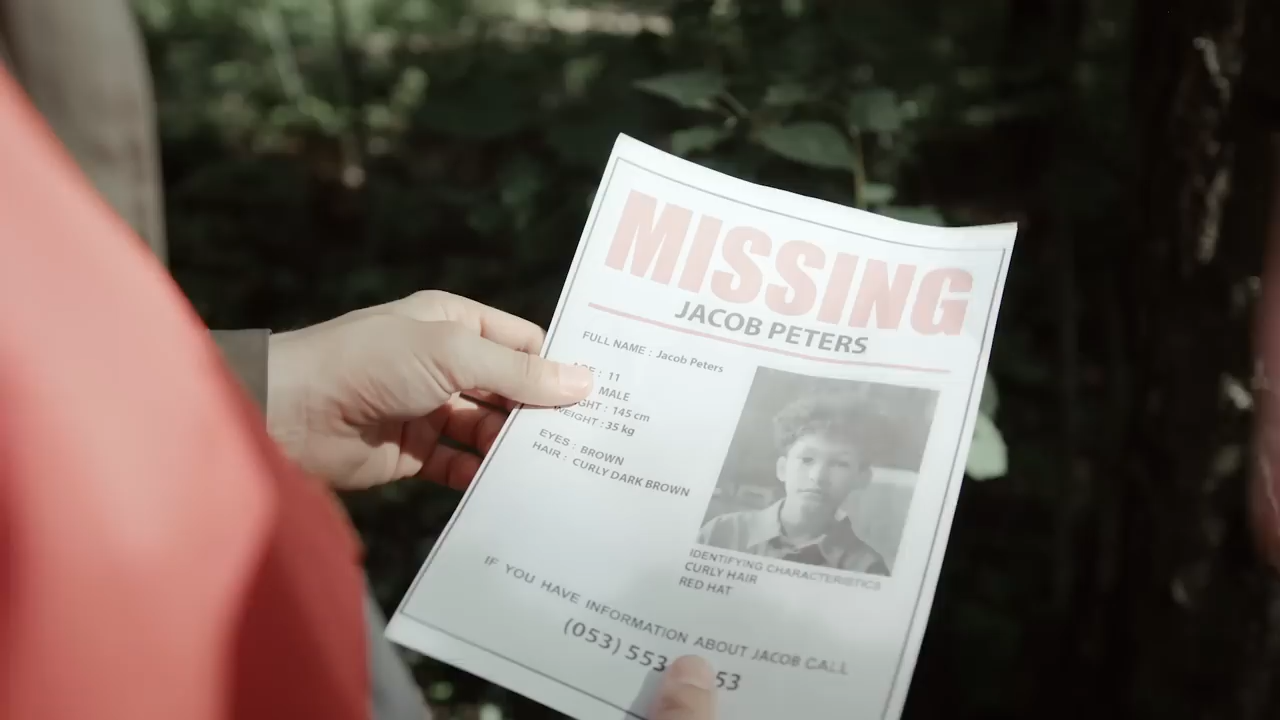 MISSING
JACOB PETERS
FULL NAME : Jacob Peters
: 11
MALE
: 145 cm
WEIGHT : 35 kg
EYES : BROWN
HAIR : CURLY DARK BROWN
IDENTIFYING CHARACTERISTICS
CURLY HAIR
RED HAT
IF YOU HAVE INFORMATION ABOUT JACOB CALL
(053) 553 53